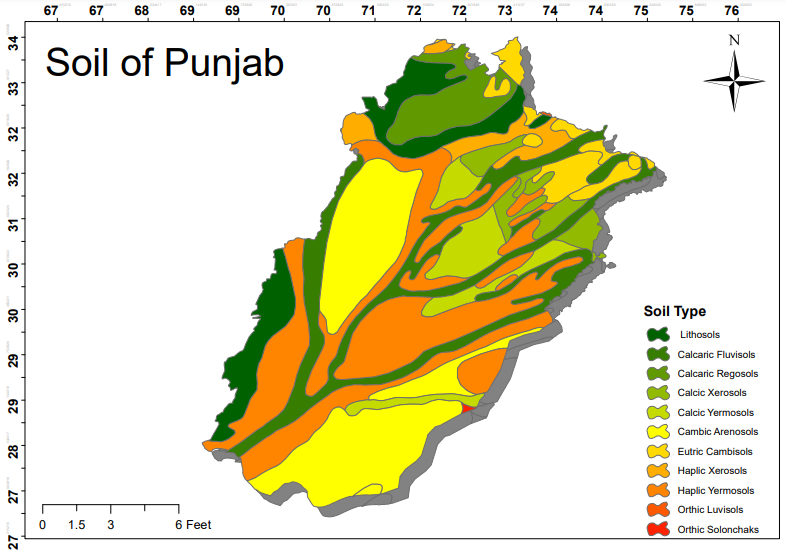 67 67 68 69 69 70 70 71 72 72 73 74 74 75 75 76
Soil of Punjab
N
34
33
32
32
31
30
30
29
29
28
27
27
Soil Type
Lithosols
Calcaric Fluvisols
Calcaric Regosols
Calcic Xerosols
Calcic Yermosols
Cambic Arenosols
Eutric Cambisols
Haplic Xerosols
Haplic Yermosols
Orthic Luvisols
Orthic Solonchaks
0 1.5 3 6 Feet